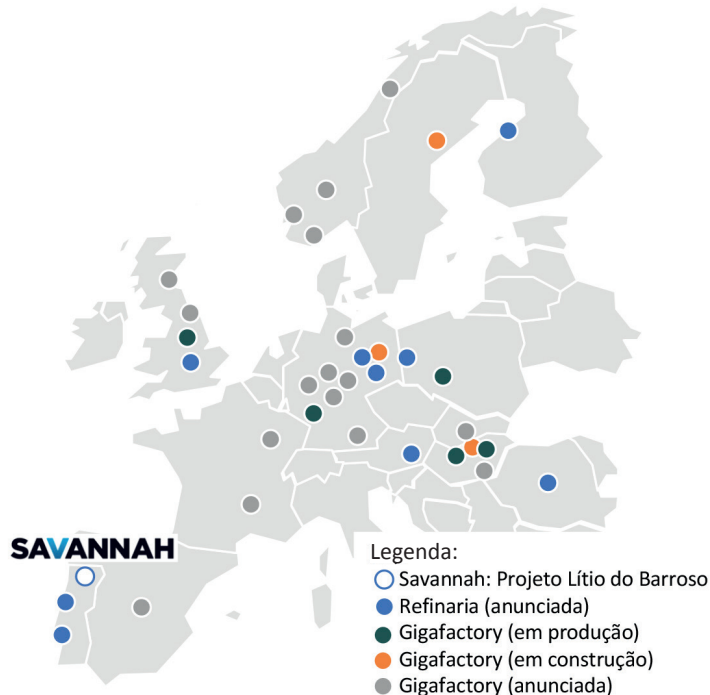 SAVANNAH
Legenda:
Savannah: Projeto Lítio do Barroso
Refinaria (anunciada)
Gigafactory (em produção)
Gigafactory (em construção)
Gigafactory (anunciada)